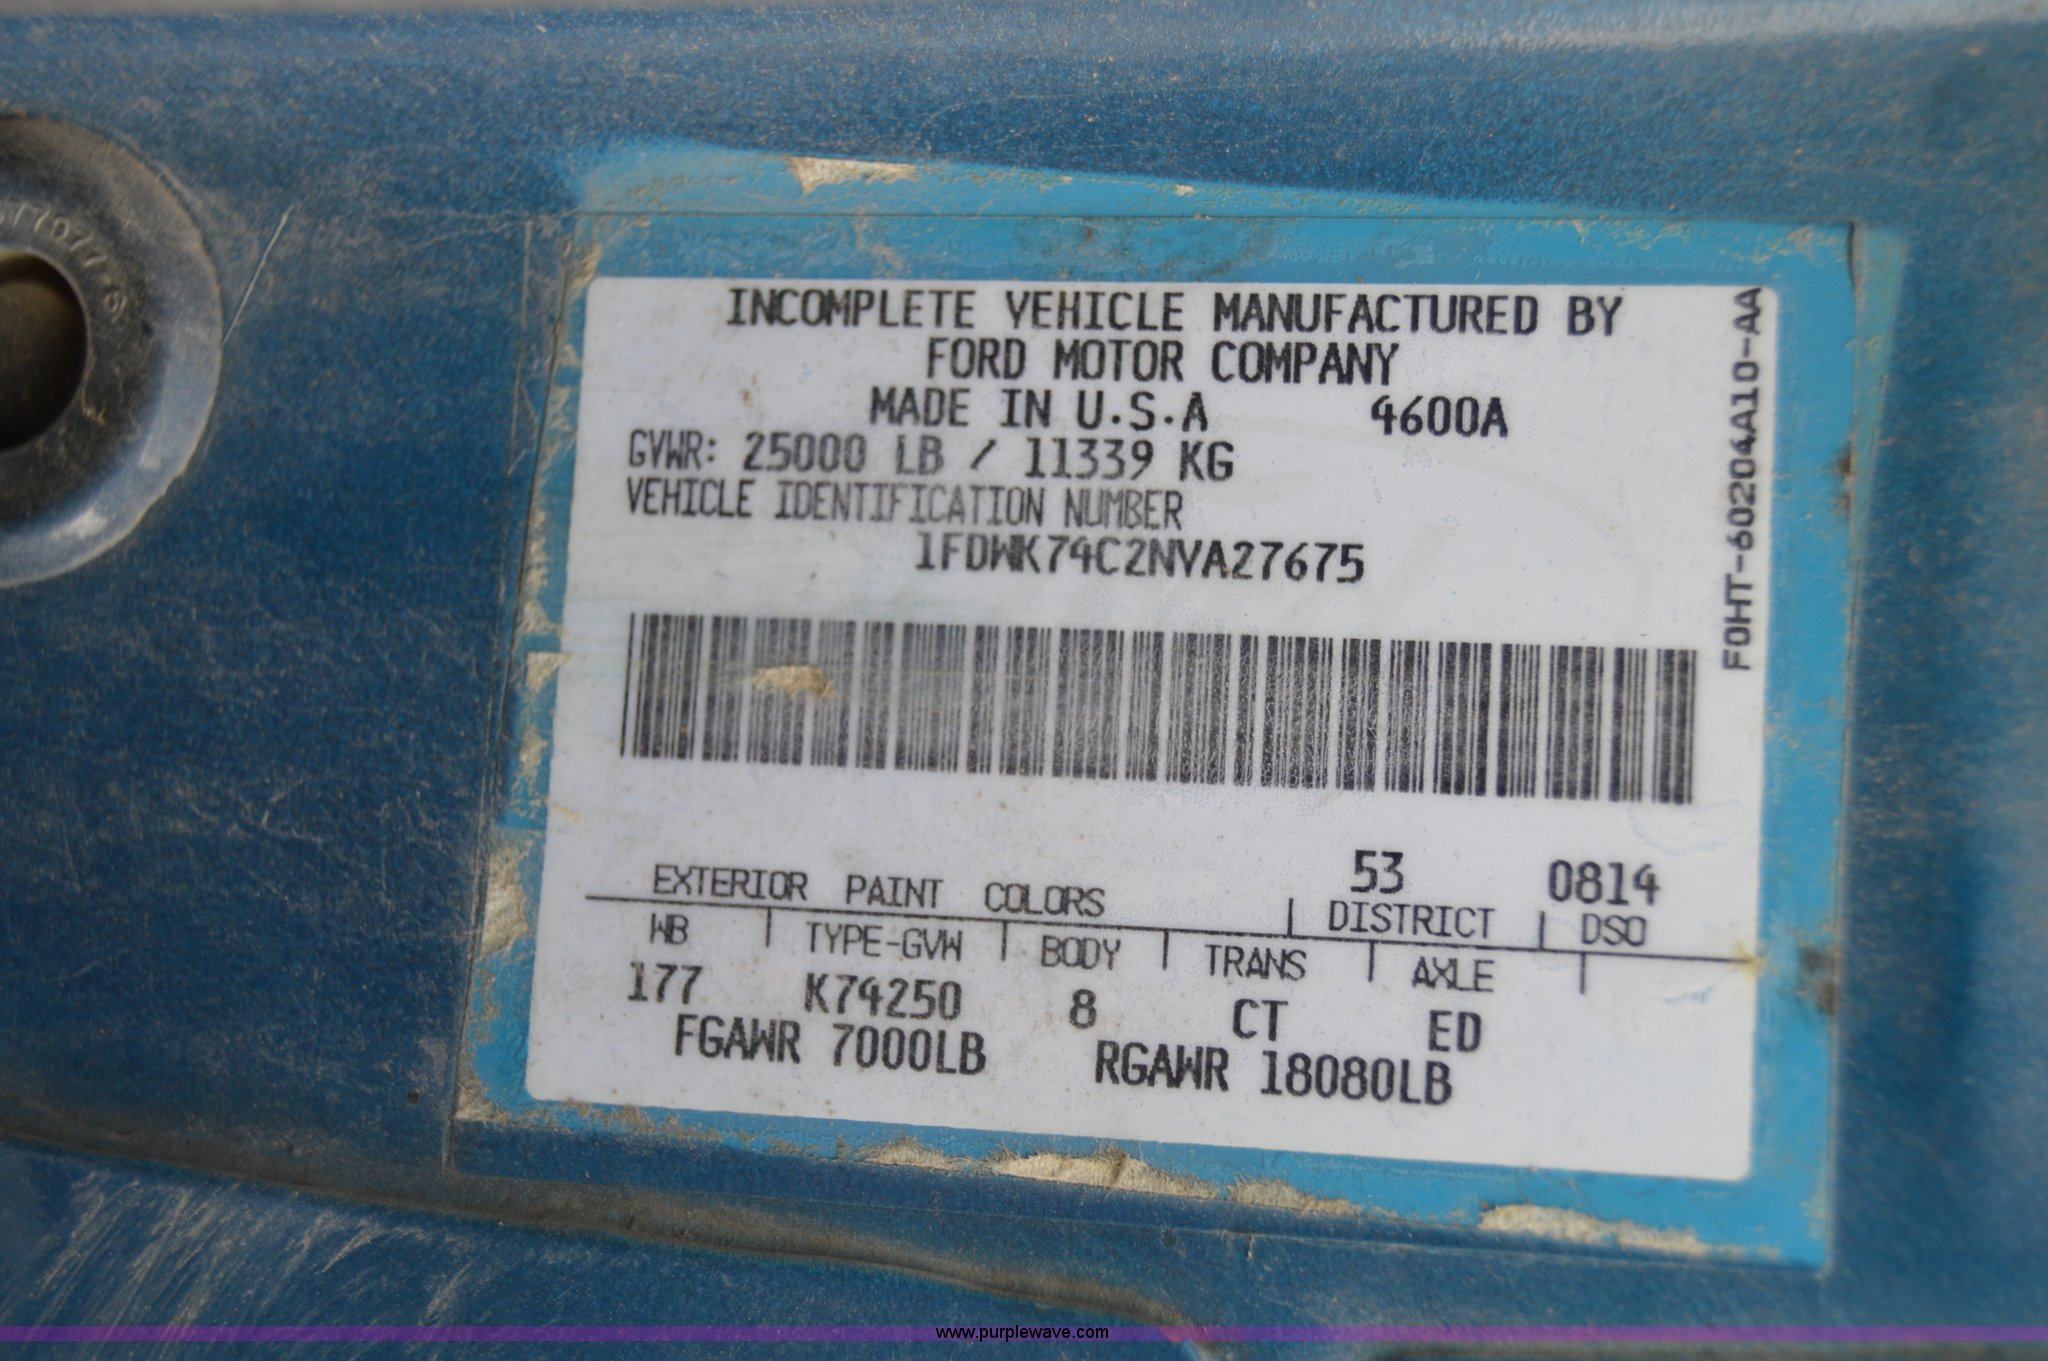 INCOMPLETE VEHICLE MANUFACTURED BY
FORD MOTOR COMPANY
MADE IN U.S.A 4600A
GVWR: 25000 LB / 11339 KG
VEHICLE IDENTIFICATION NUMBER
1FDWK74C2NVA27675
F0HT-60204A10-AA
53 0814
EXTERIOR PAINT COLORS DISTRICT DSO
WB TYPE-GVW BODY TRANS AXLE
177 K74250 8 CT ED
FGAWR 7000LB RGAWR 18080LB
www.purplewave.com